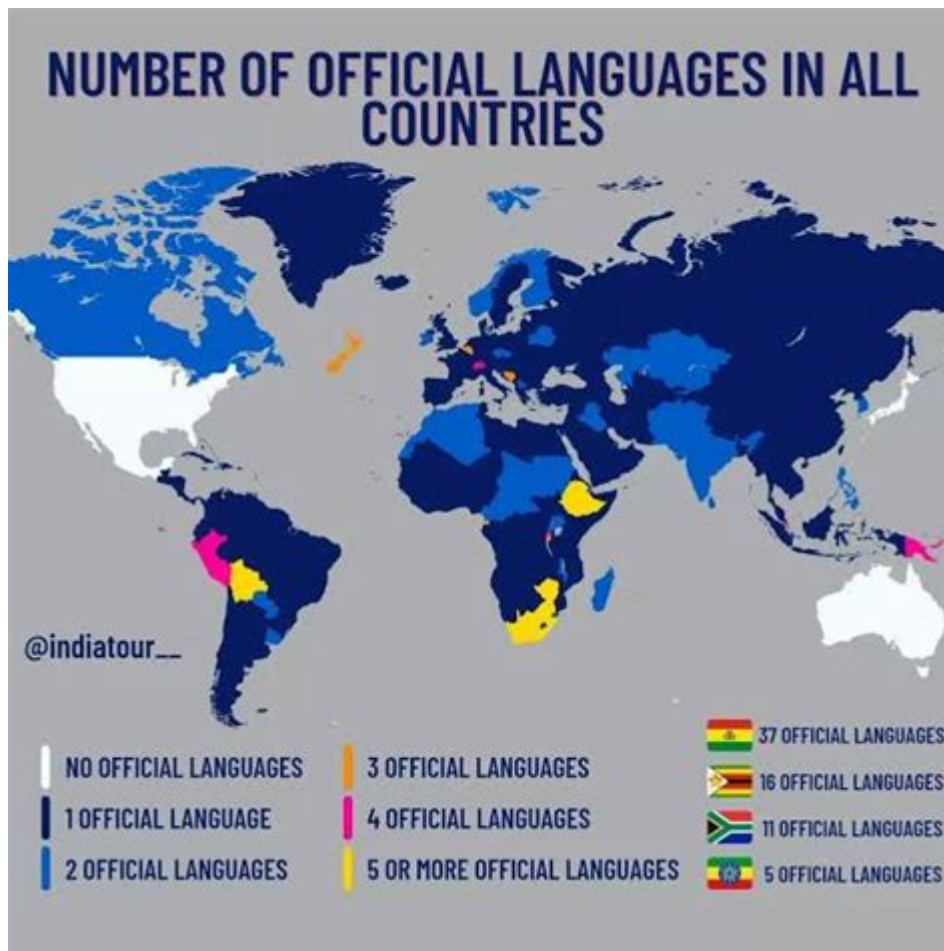 NUMBER OF OFFICIAL LANGUAGES IN ALL
COUNTRIES
@indiatour__
NO OFFICIAL LANGUAGES
1 OFFICIAL LANGUAGE
2 OFFICIAL LANGUAGES
3 OFFICIAL LANGUAGES
4 OFFICIAL LANGUAGES
5 OR MORE OFFICIAL LANGUAGES
37 OFFICIAL LANGUAGES
16 OFFICIAL LANGUAGES
11 OFFICIAL LANGUAGES
5 OFFICIAL LANGUAGES